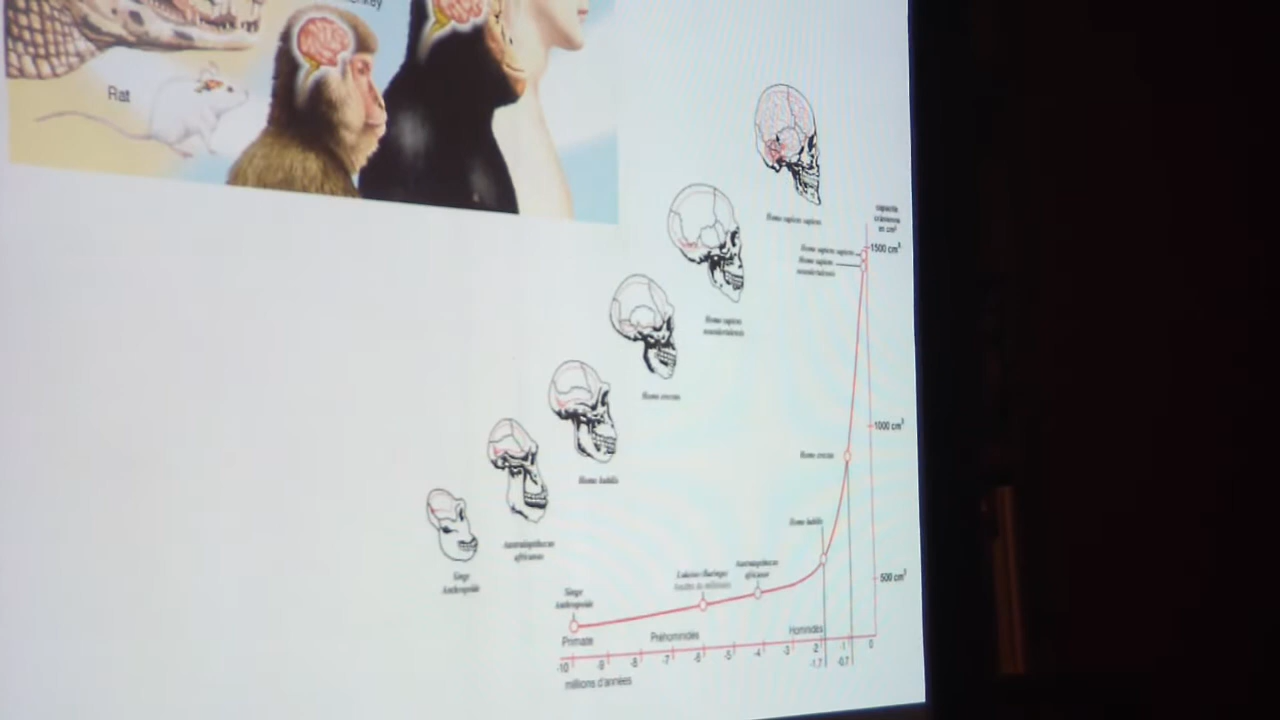 Rat
Homo sapiens sapiens
capacité
crânienne
en cm³
1500 cm³
Homo sapiens sapiens
Homo sapiens
neandertalensis
Homo sapiens
neandertalensis
Homo erectus
1000 cm³
Homo erectus
Homo habilis
Homo habilis
Australopithecus
africanus
Singe
Anthropoïde
500 cm³
Australopithecus
africanus
Singe
Anthropoïde
Primate
Préhominidés
Hominidés
-10 -9 -8 -7 -6 -5 -4 -3 -2 -1 0
-1,7 -0,7
millions d'années